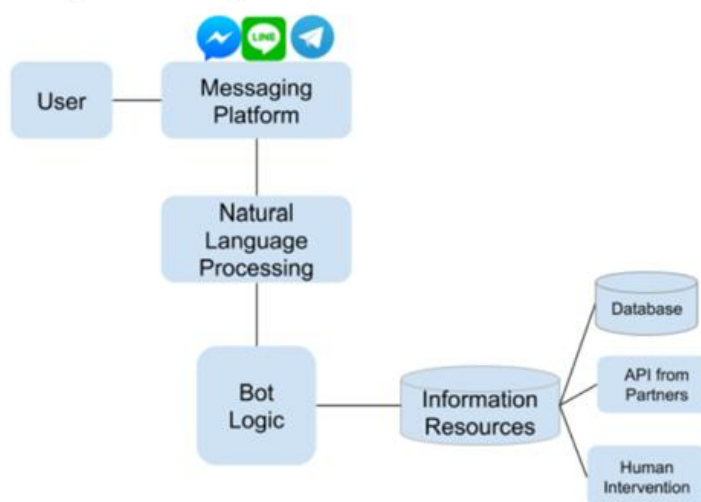 LINE
User
Messaging
Platform
Natural
Language
Processing
Bot
Logic
Information
Resources
Database
API from
Partners
Human
Intervention